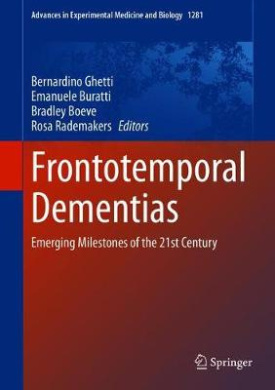 Advances in Experimental Medicine and Biology 1281
Bernardino Ghetti
Emanuele Buratti
Bradley Boeve
Rosa Rademakers Editors
Frontotemporal
Dementias
Emerging Milestones of the 21st Century
Springer